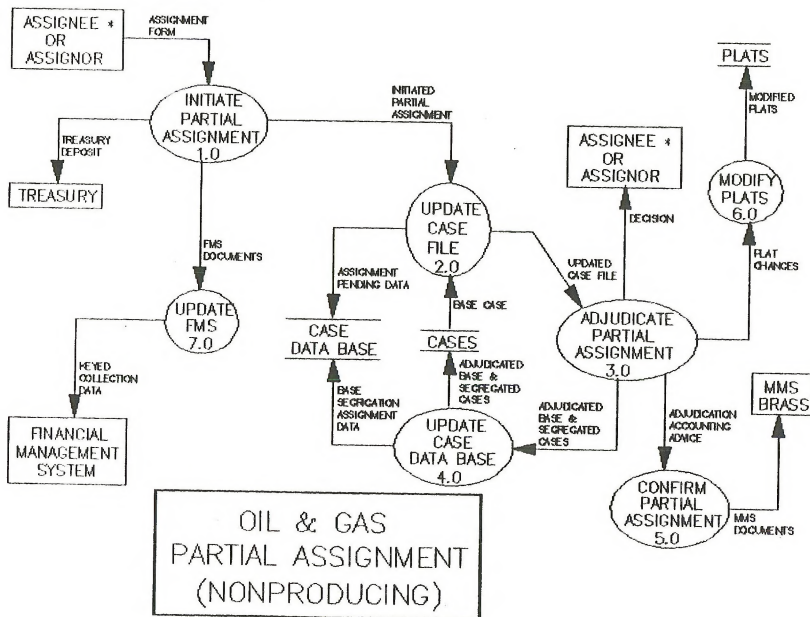 ASSIGNEE *
OR
ASSIGNOR
ASSIGNMENT
FORM
INITIATE
PARTIAL
ASSIGNMENT
1.0
TREASURY
DEPOSIT
TREASURY
INITIATED
PARTIAL
ASSIGNMENT
FMS
DOCUMENTS
UPDATE
FMS
7.0
KEYED
COLLECTION
DATA
FINANCIAL
MANAGEMENT
SYSTEM
UPDATE
CASE
FILE
2.0
ASSIGNMENT
PENDING DATA
BASE CASE
CASE
DATA BASE
CASES
BASE
SEGRIGATION
ASSIGNMENT
DATA
ADJUDICATED
BASE &
SEGREGATED
CASES
UPDATE
CASE
DATA BASE
4.0
UPDATED
CASE FILE
ASSIGNEE *
OR
ASSIGNOR
DECISION
ADJUDICATE
PARTIAL
ASSIGNMENT
3.0
ADJUDICATED
BASE &
SEGREGATED
CASES
PLATS
MODIFIED
PLATS
MODIFY
PLATS
6.0
PLAT
CHANGES
ADJUDICATION
ACCOUNTING
ADVICE
MMS
BRASS
CONFIRM
PARTIAL
ASSIGNMENT
5.0
MMS
DOCUMENTS
OIL & GAS
PARTIAL ASSIGNMENT
(NONPRODUCING)